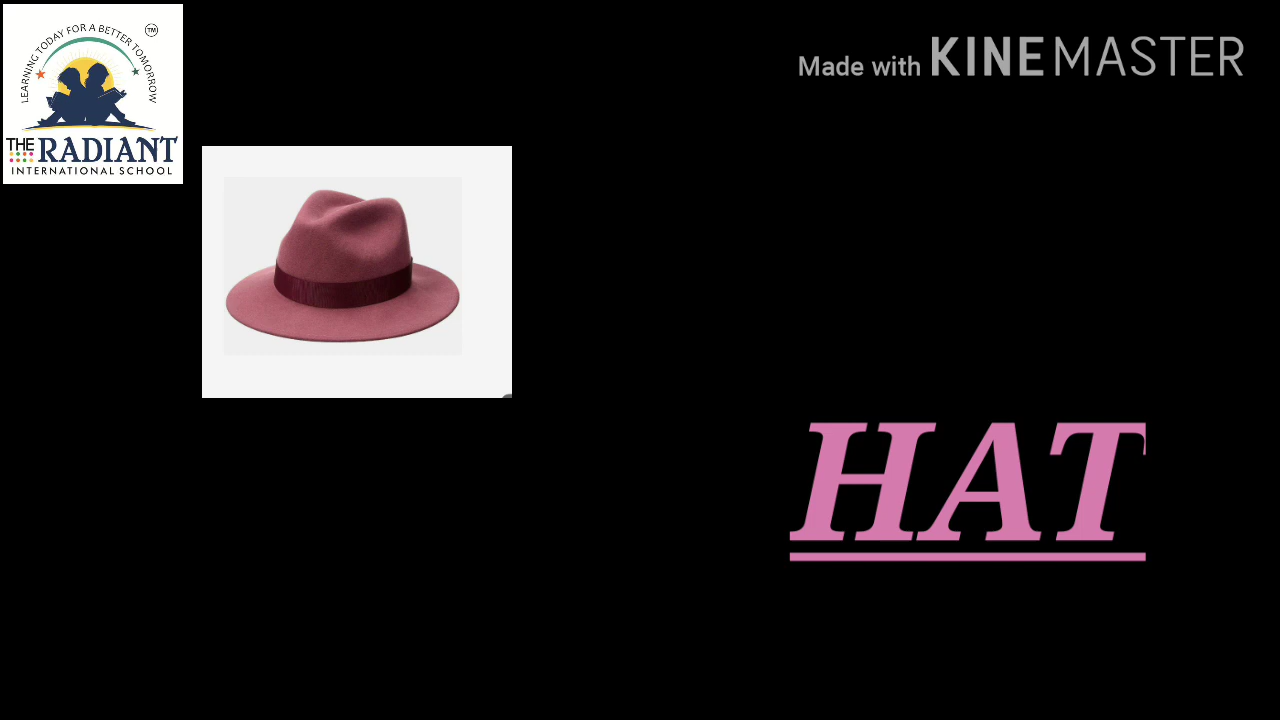 LEARNING TODAY FOR A BETTER TOMORROW
TM
THE RADIANT
INTERNATIONAL SCHOOL
Made with KINEMASTER
HAT